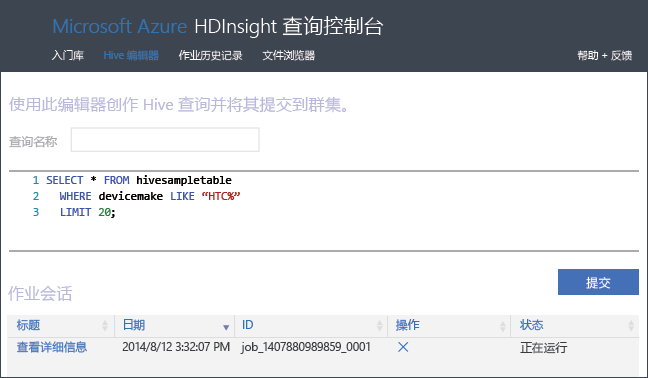 Microsoft Azure HDInsight 查询控制台
入门库 Hive 编辑器 作业历史记录 文件浏览器 帮助 + 反馈
使用此编辑器创作 Hive 查询并将其提交到群集。
查询名称
1 SELECT * FROM hivesampletable
2 WHERE devicemake LIKE “HTC%”
3 LIMIT 20;
提交
作业会话
标题 日期 ID 操作 状态
查看详细信息 2014/8/12 3:32:07 PM job_1407880989859_0001 正在运行